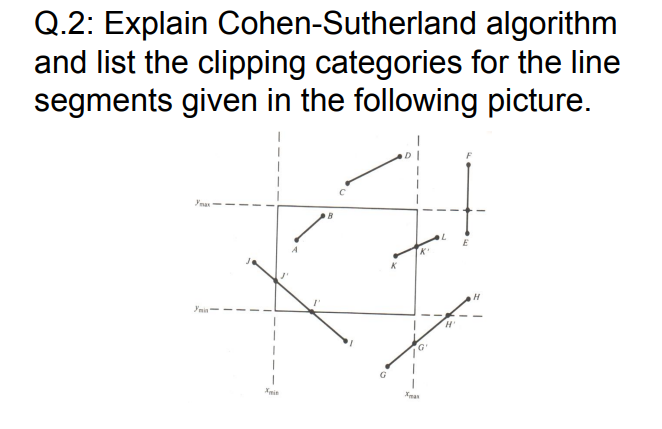 Q.2: Explain Cohen-Sutherland algorithm
and list the clipping categories for the line
segments given in the following picture.
D
F
C
ymax
B
L
A
K'
E
J
K
J'
I'
H
ymin
H'
I
G'
G
xmin
xmax